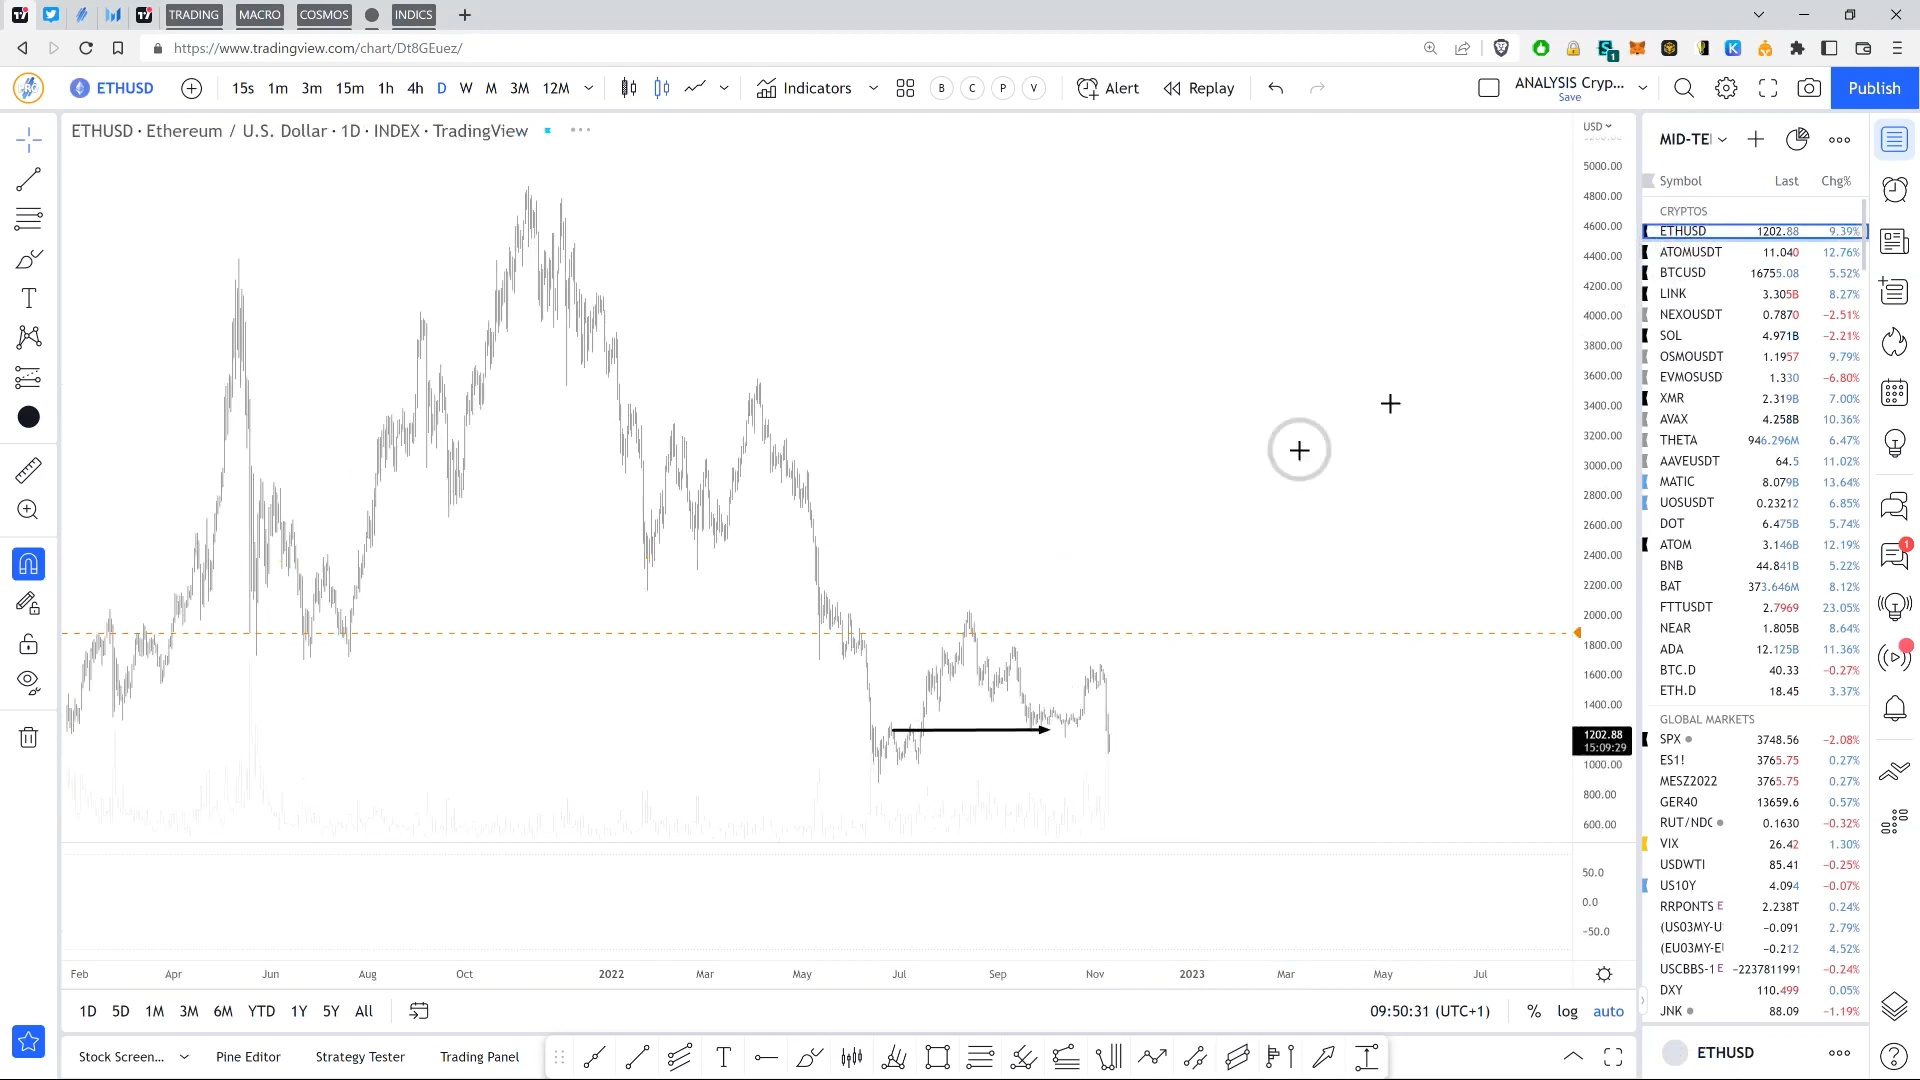 TRADING MACRO COSMOS INDICS
https://www.tradingview.com/chart/Dt8GEuez/
1
ETHUSD 15s 1m 3m 15m 1h 4h D W M 3M 12M Indicators B C P V Alert Replay ANALYSIS Cryp... Save Publish
ETHUSD · Ethereum / U.S. Dollar · 1D · INDEX · TradingView
USD
5000.00
4800.00
4600.00
4400.00
4200.00
4000.00
3800.00
3600.00
3400.00
3200.00
3000.00
2800.00
2600.00
2400.00
2200.00
2000.00
1800.00
1600.00
1400.00
1202.88
15:09:29
1000.00
800.00
600.00
50.0
0.0
-50.0
Feb Apr Jun Aug Oct 2022 Mar May Jul Sep Nov 2023 Mar May Jul
1D 5D 1M 3M 6M YTD 1Y 5Y All 09:50:31 (UTC+1) % log auto
Stock Screen... Pine Editor Strategy Tester Trading Panel
MID-TE
Symbol Last Chg%
CRYPTOS
ETHUSD 1202.88 9.39%
ATOMUSDT 11.040 12.76%
BTCUSD 16755.08 5.52%
LINK 3.305B 8.27%
NEXOUSDT 0.7870 −2.51%
SOL 4.971B −2.21%
OSMOUSDT 1.1957 9.79%
EVMOSUSD 1.330 −6.80%
XMR 2.319B 7.00%
AVAX 4.258B 10.36%
THETA 946.296M 6.47%
AAVEUSDT 64.5 11.02%
MATIC 8.079B 13.64%
UOSUSDT 0.23212 6.85%
DOT 6.475B 5.74%
ATOM 3.146B 12.19%
BNB 44.841B 5.22%
BAT 373.646M 8.12%
FTTUSDT 2.7969 23.05%
NEAR 1.805B 8.64%
ADA 12.125B 11.36%
BTC.D 40.33 −0.27%
ETH.D 18.45 3.37%
GLOBAL MARKETS
SPX 3748.56 −2.08%
ES1! 3765.75 0.27%
MESZ2022 3765.75 0.27%
GER40 13659.6 0.57%
RUT/NDC 0.1630 −0.32%
VIX 26.42 1.30%
USDWTI 85.41 −0.25%
US10Y 4.094 −0.07%
RRPONTS E 2.238T 0.24%
(US03MY-U −0.091 2.79%
(EU03MY-E −0.212 4.52%
USCBBS-1 E −2237811991 −0.24%
DXY 110.499 0.05%
JNK 88.09 −1.19%
ETHUSD
1